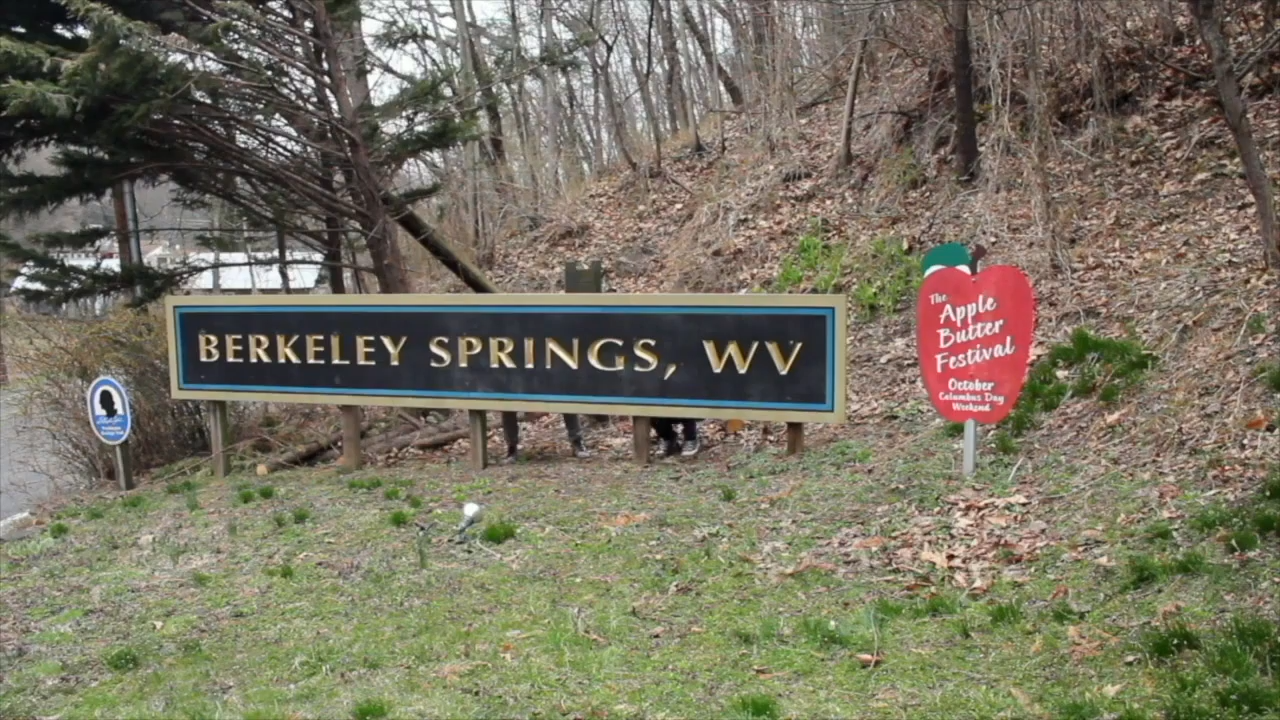 BERKELEY SPRINGS, WV
The
Apple
Butter
Festival
October
Columbus Day
Weekend